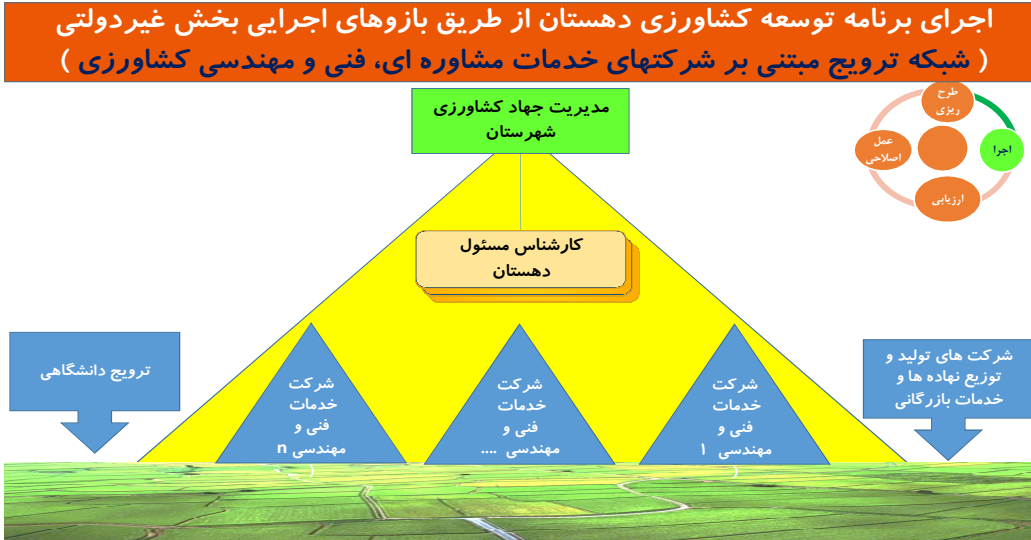 اجرای برنامه توسعه کشاورزی دهستان از طریق بازوهای اجرایی بخش غیردولتی
( شبکه ترویج مبتنی بر شرکتهای خدمات مشاوره ای، فنی و مهندسی کشاورزی )
طرح
ریزی
اجرا
ارزیابی
عمل
اصلاحی
مدیریت جهاد کشاورزی
شهرستان
کارشناس مسئول
دهستان
شرکت های تولید و
توزیع نهاده ها و
خدمات بازرگانی
شرکت
خدمات
فنی و
مهندسی ۱
(
شرکت
خدمات
فنی و
مهندسی ....
شرکت
خدمات
فنی و
مهندسی n
(
ترویج دانشگاهی